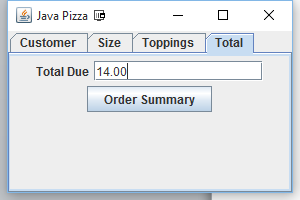 Java Pizza
Customer Size Toppings Total
Total Due 14.00
Order Summary